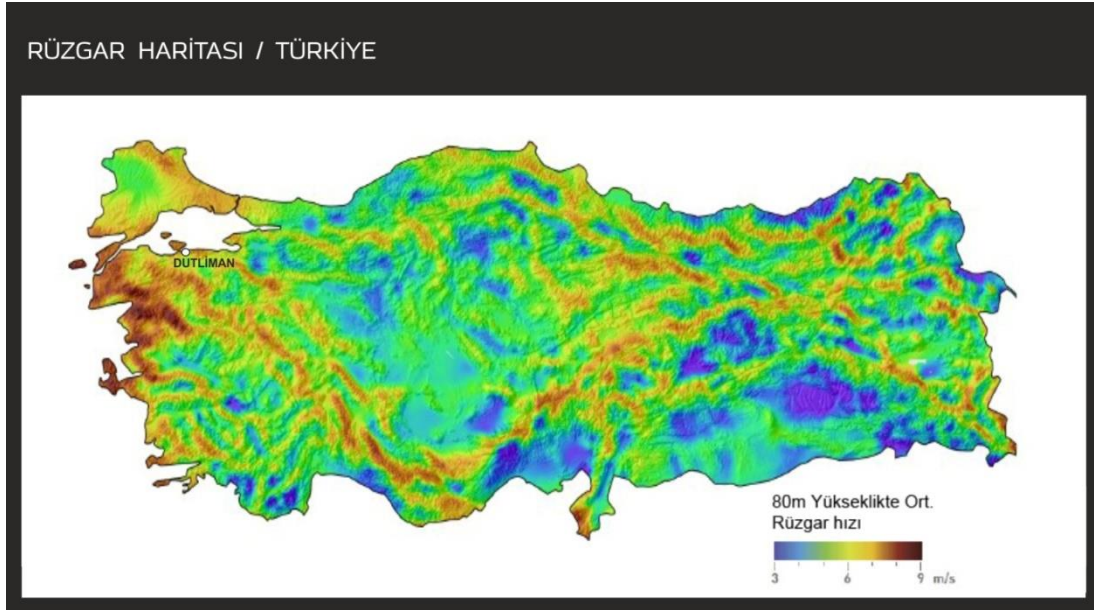 RÜZGAR HARİTASI / TÜRKİYE
DUTLİMAN
80m Yükseklikte Ort.
Rüzgar hızı
3 6 9 m/s